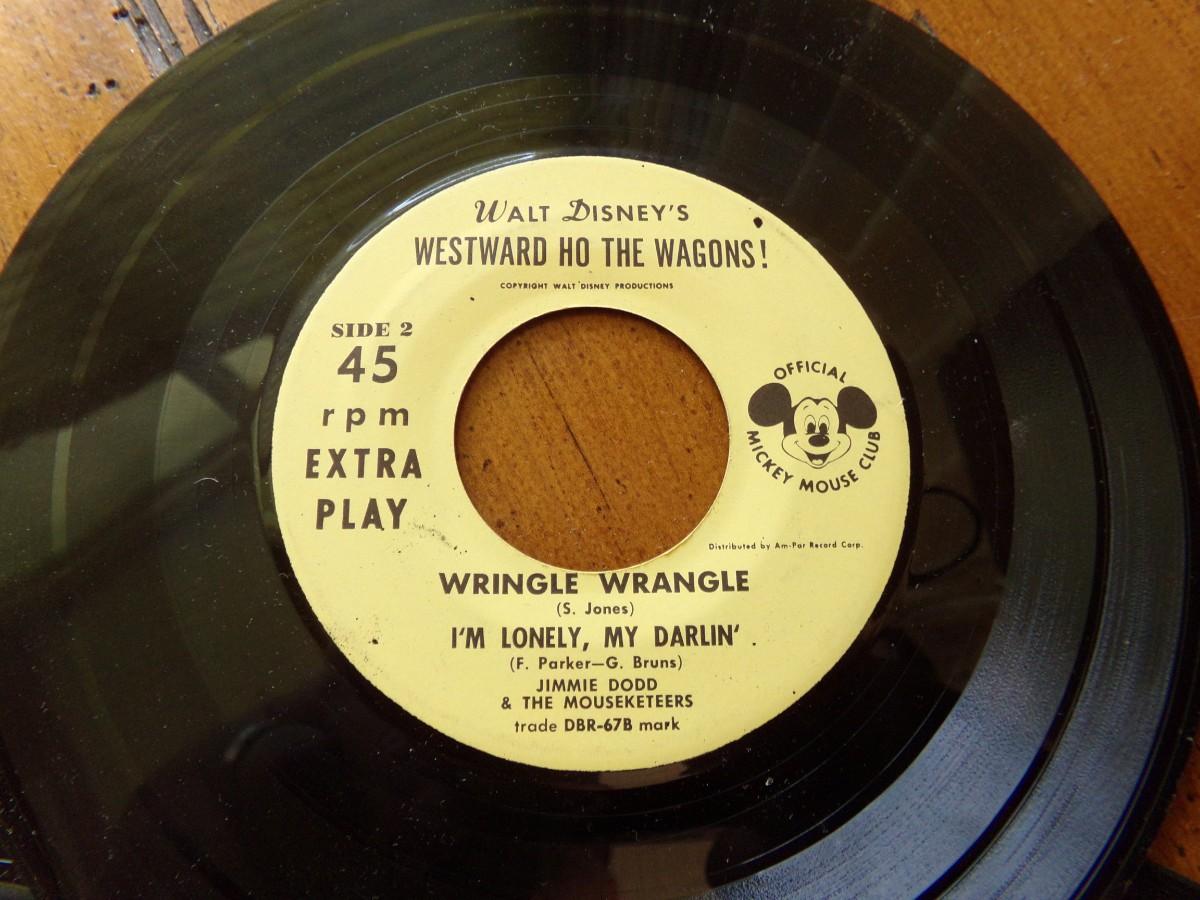 WALT DISNEY'S
WESTWARD HO THE WAGONS!
COPYRIGHT WALT DISNEY PRODUCTIONS
SIDE 2
45
rpm
EXTRA
PLAY
OFFICIAL
MICKEY MOUSE CLUB
Distributed by Am-Par Record Corp.
WRINGLE WRANGLE
(S. Jones)
I'M LONELY, MY DARLIN'
(F. Parker—G. Bruns)
JIMMIE DODD
& THE MOUSEKETEERS
trade DBR-67B mark